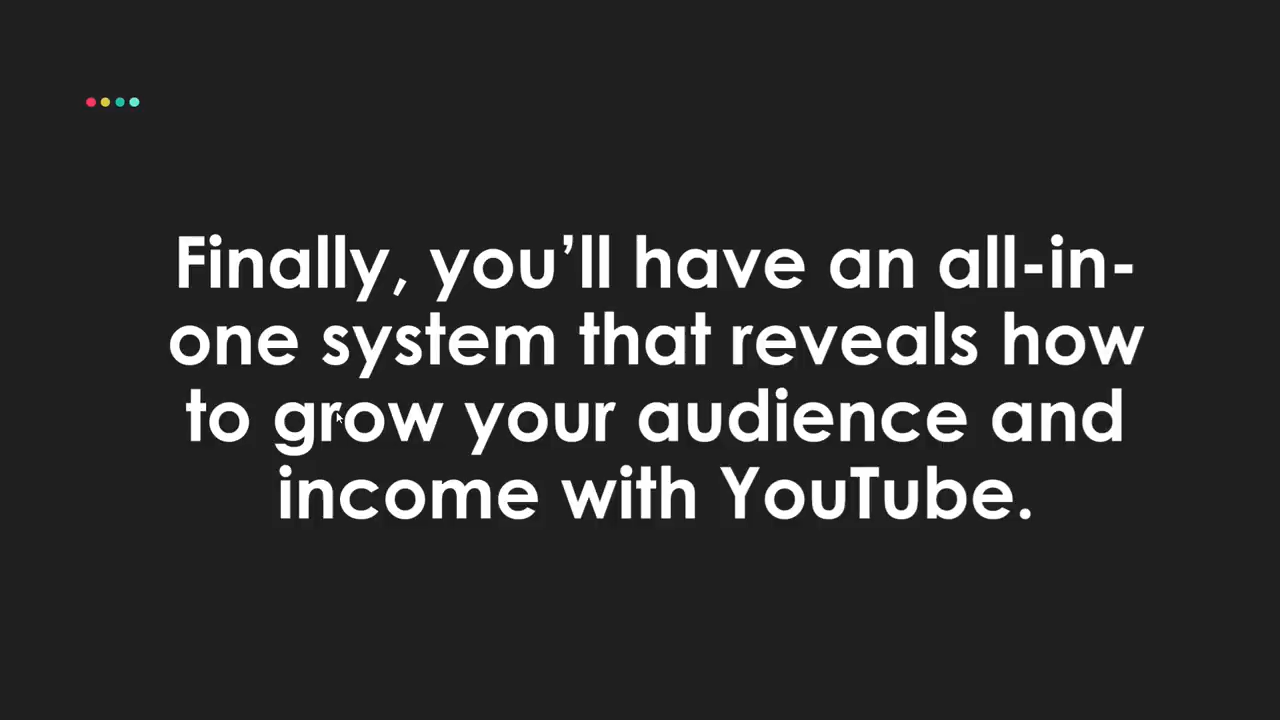 Finally, you’ll have an all-in-
one system that reveals how
to grow your audience and
income with YouTube.